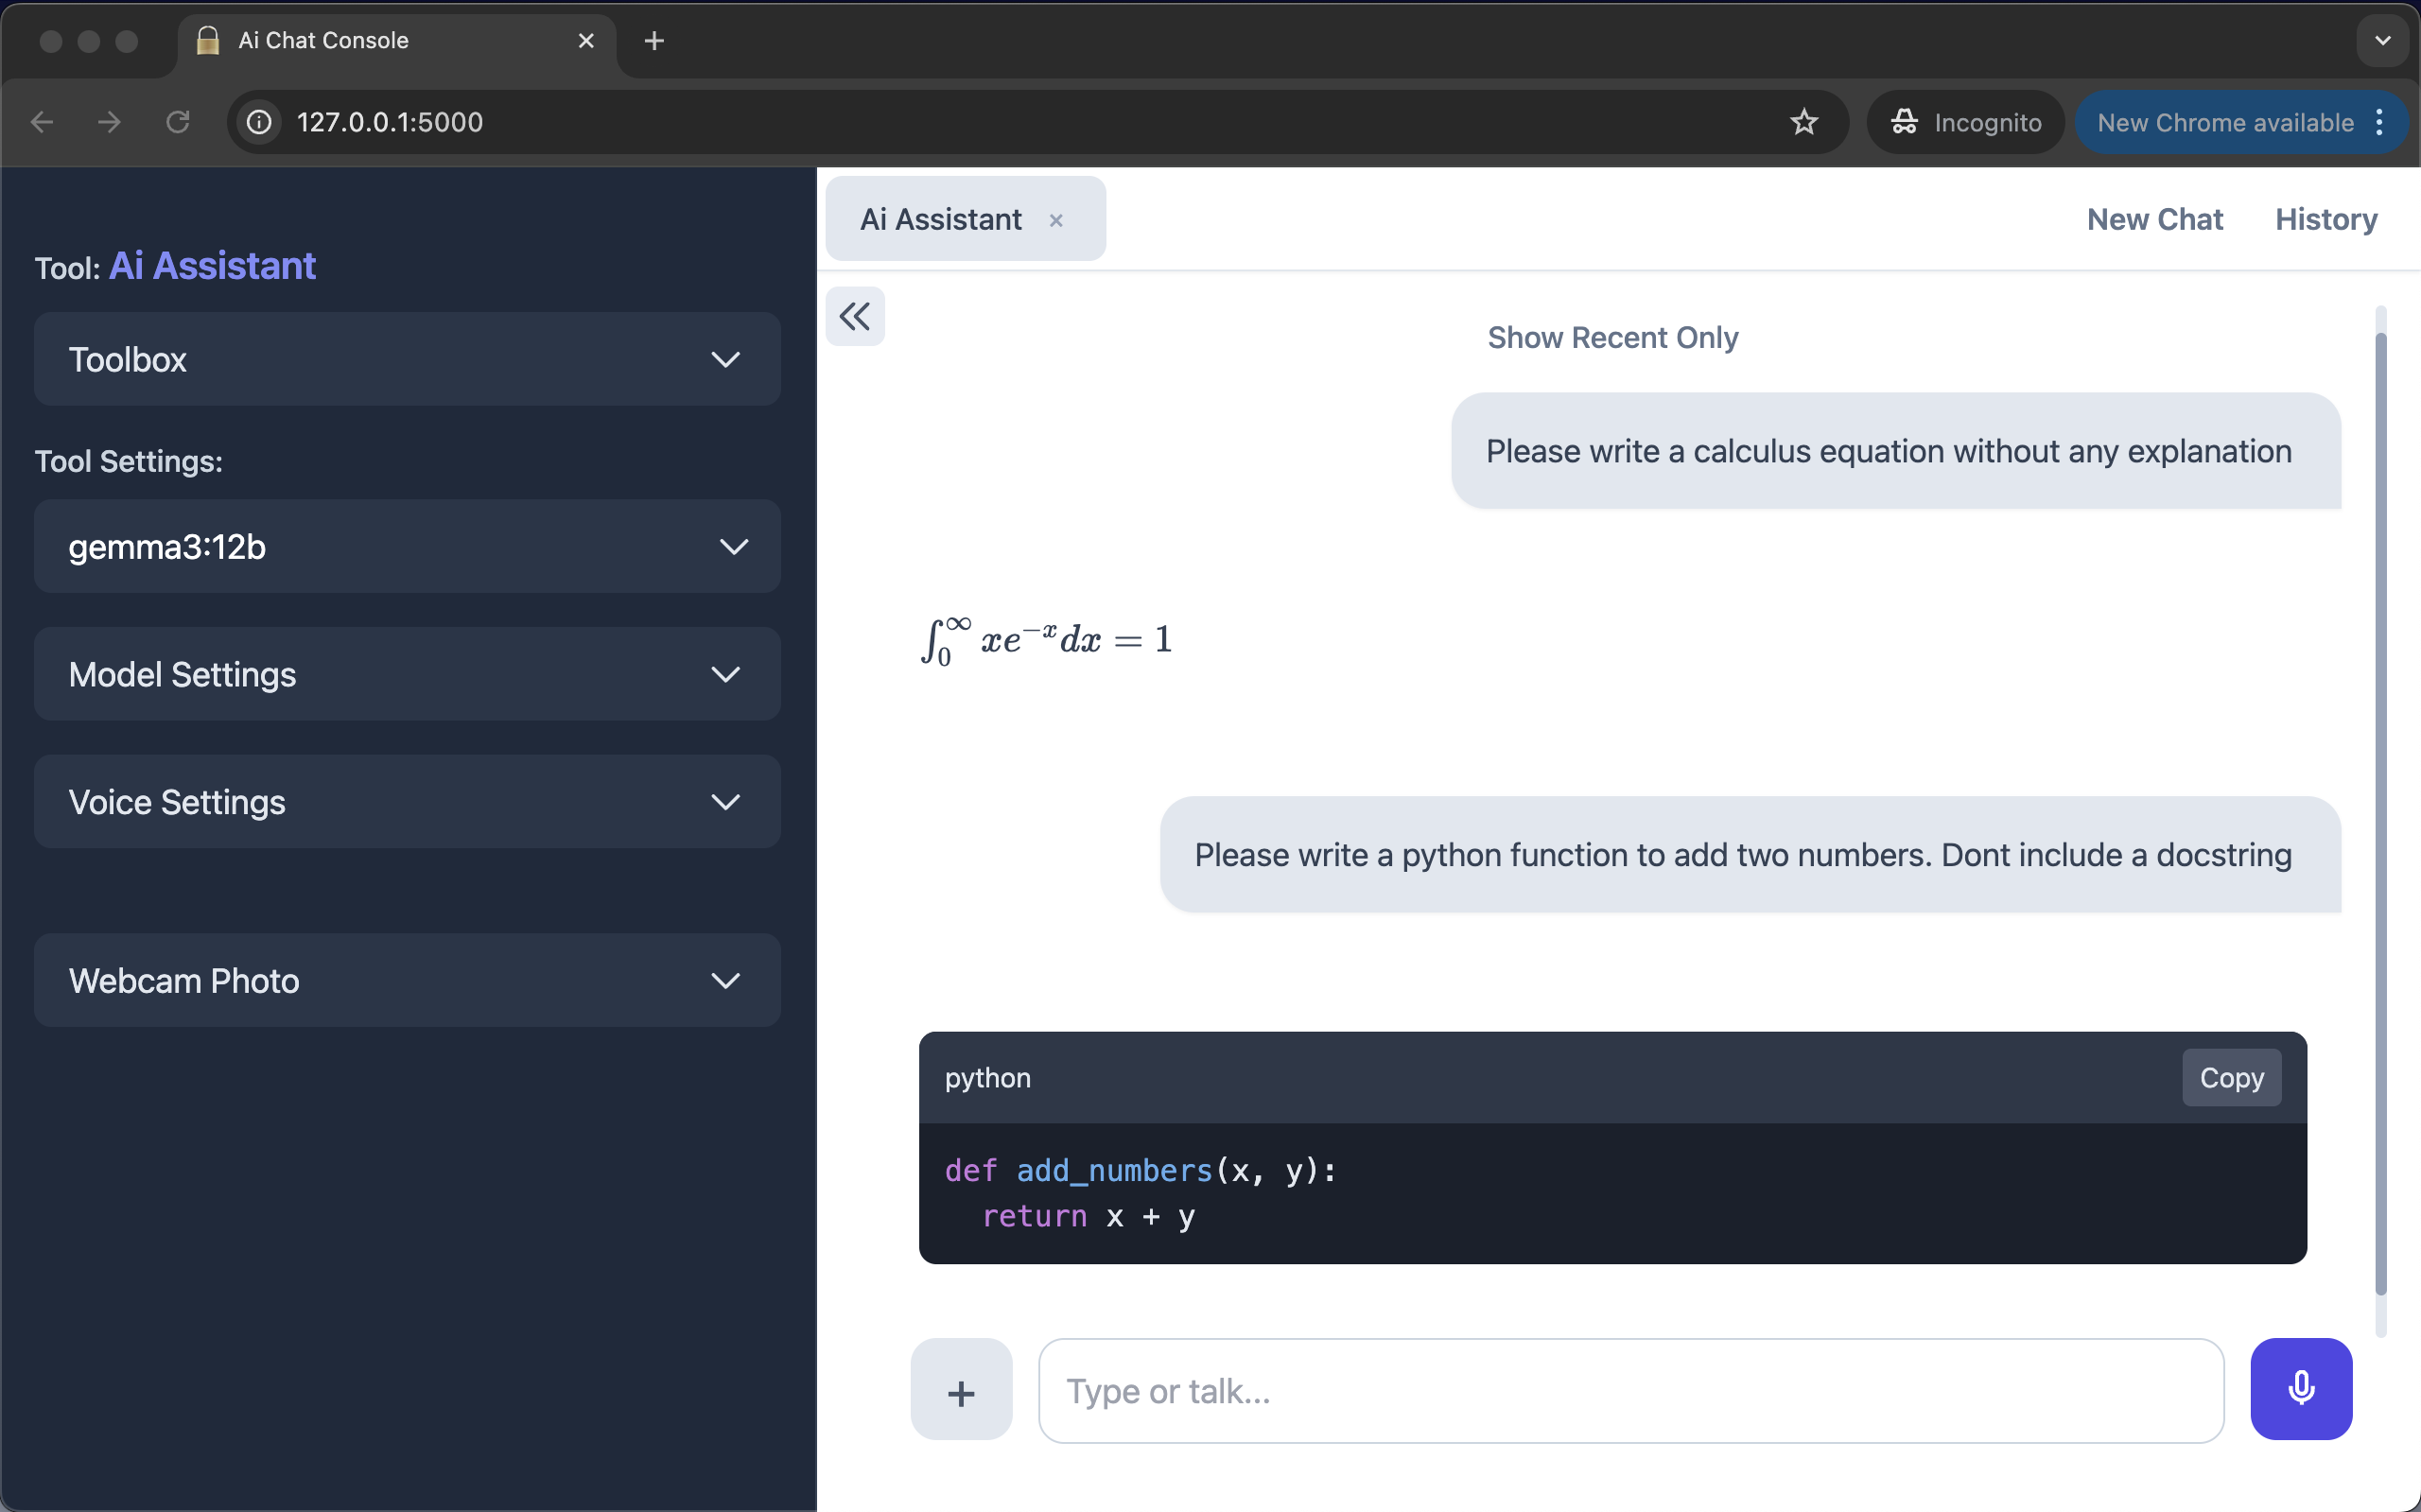 Ai Chat Console
127.0.0.1:5000
Incognito
New Chrome available
Tool: Ai Assistant
Toolbox
Tool Settings:
gemma3:12b
Model Settings
Voice Settings
Webcam Photo
Ai Assistant ×
New Chat
History
Show Recent Only
Please write a calculus equation without any explanation
∫₀^∞ xe⁻ˣdx = 1
Please write a python function to add two numbers. Dont include a docstring
python
Copy
def add_numbers(x, y):
  return x + y
Type or talk...